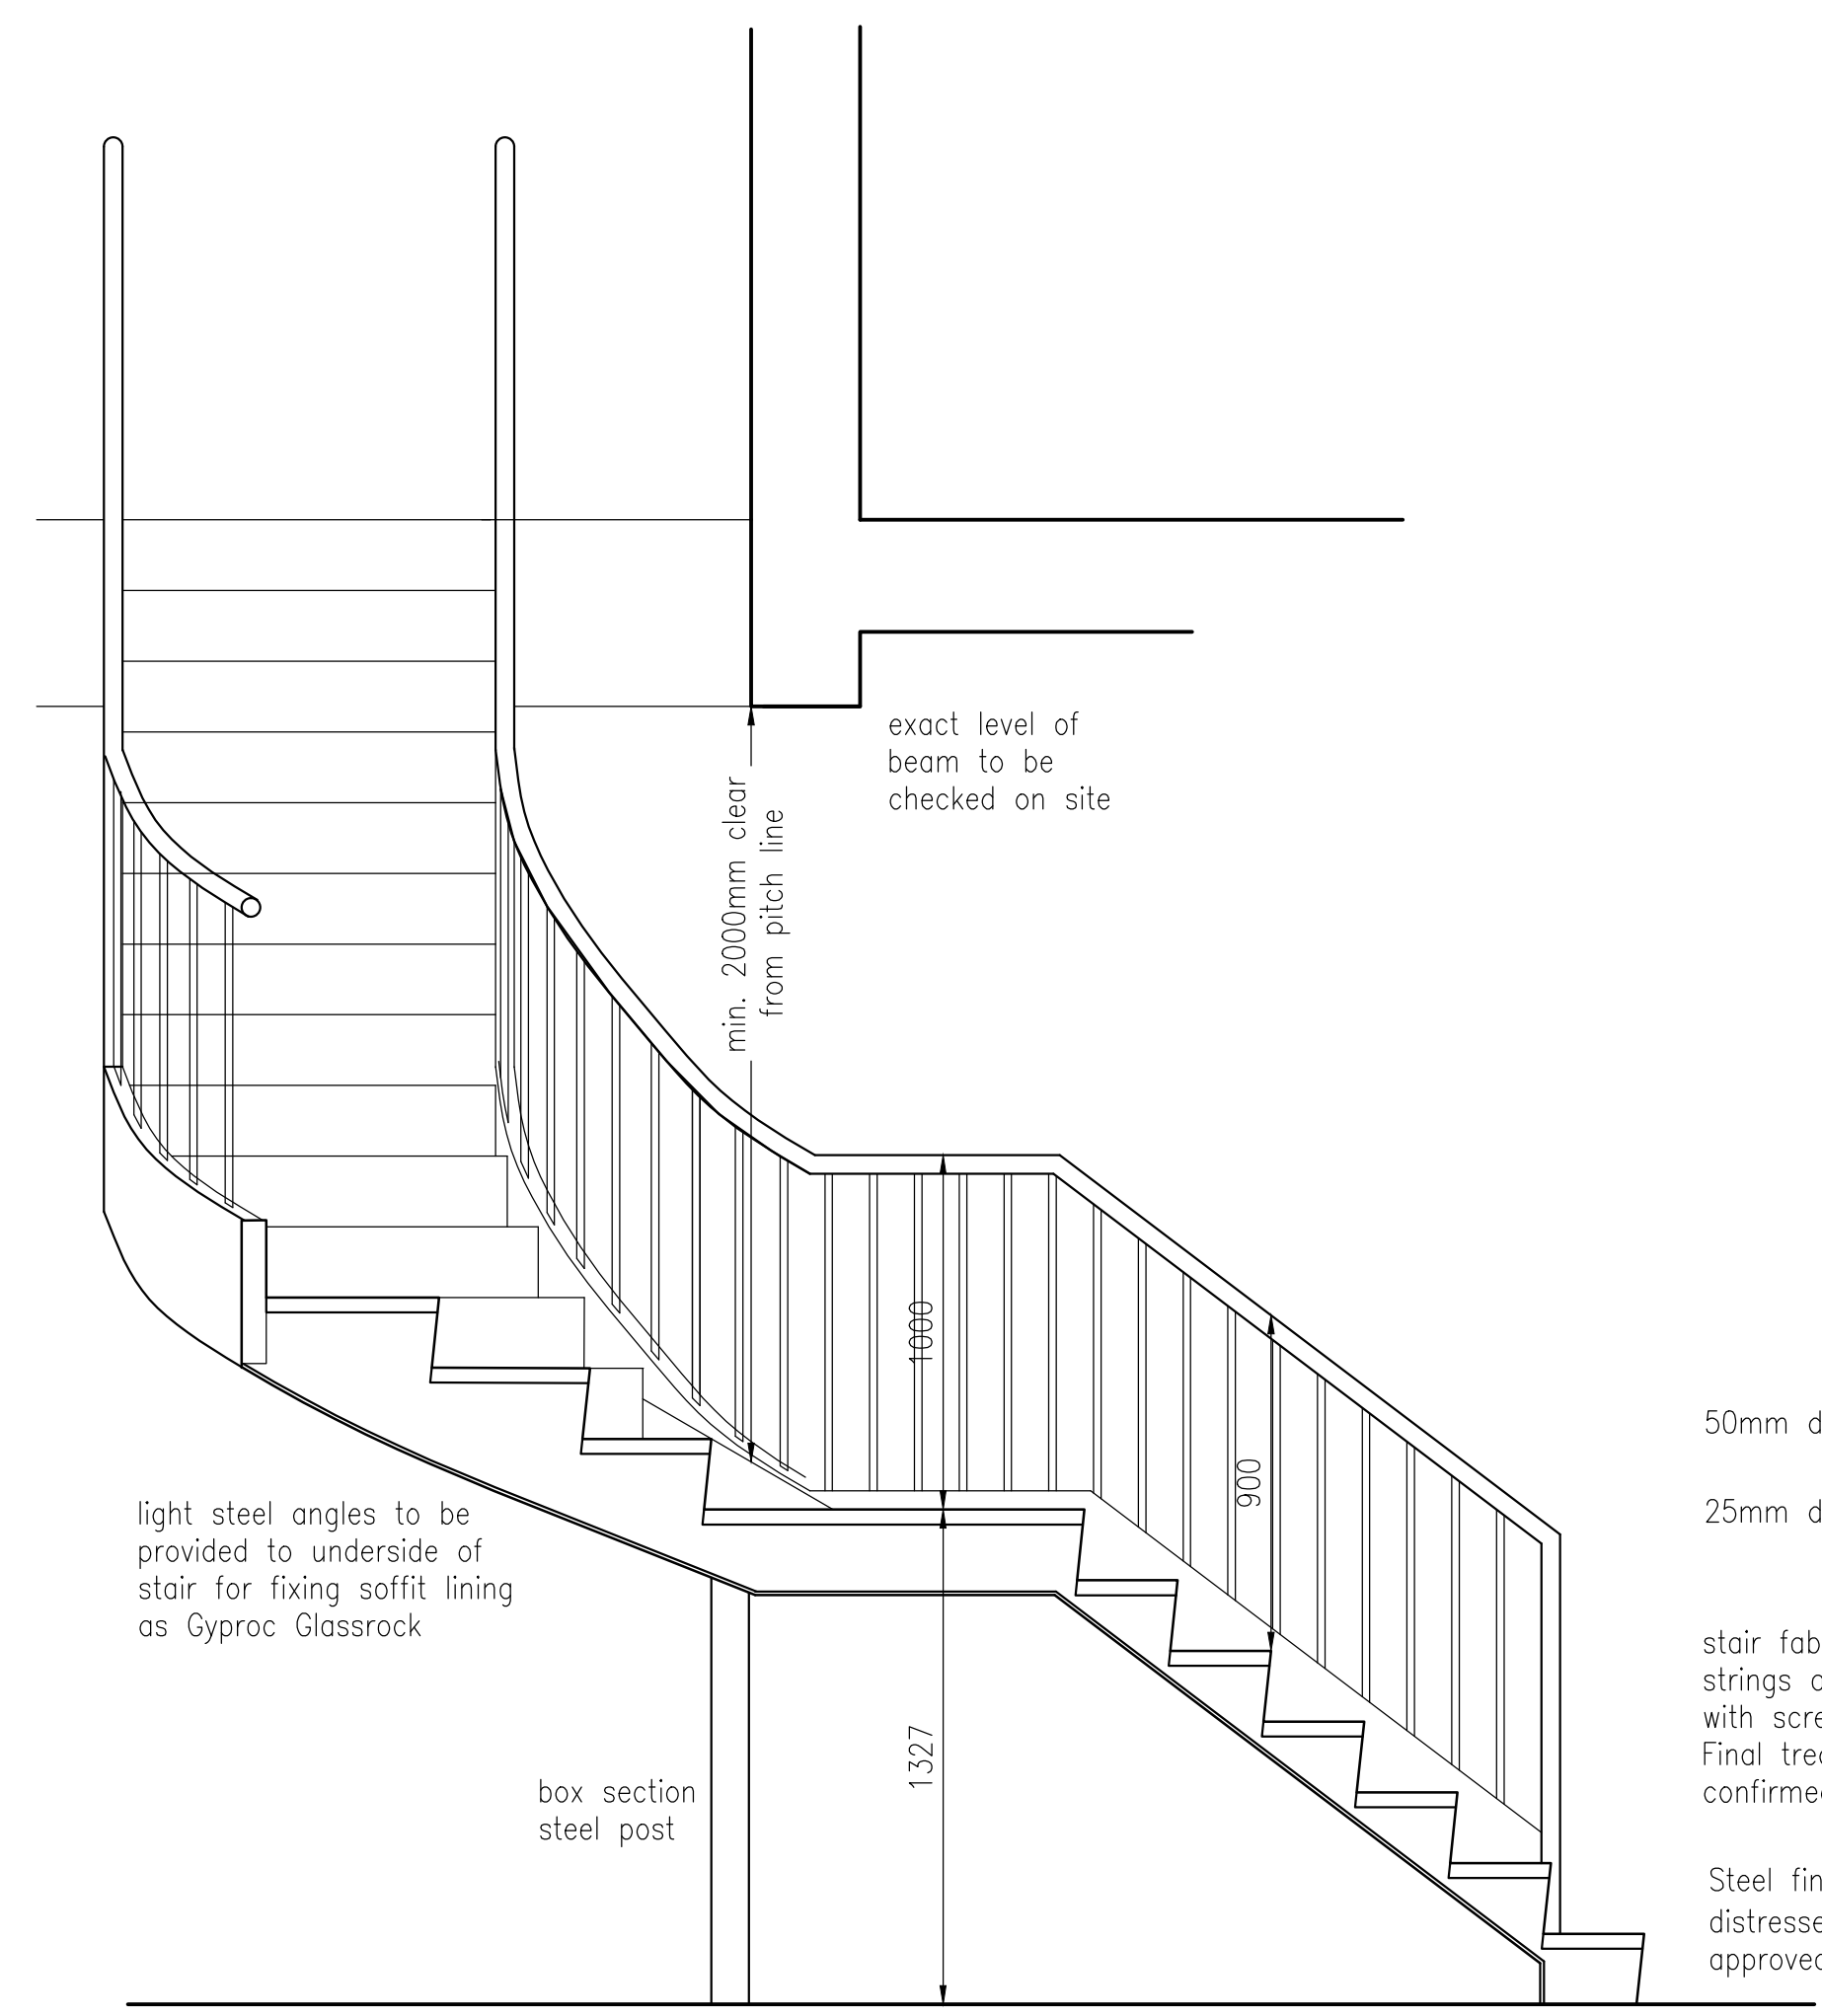 exact level of
beam to be
checked on site
min. 2000mm clear
from pitch line
1000
900
50mm
25mm
light steel angles to be
provided to underside of
stair for fixing soffit lining
as Gyproc Glassrock
stair
strings
with
Final
box section
steel post
1327
Steel